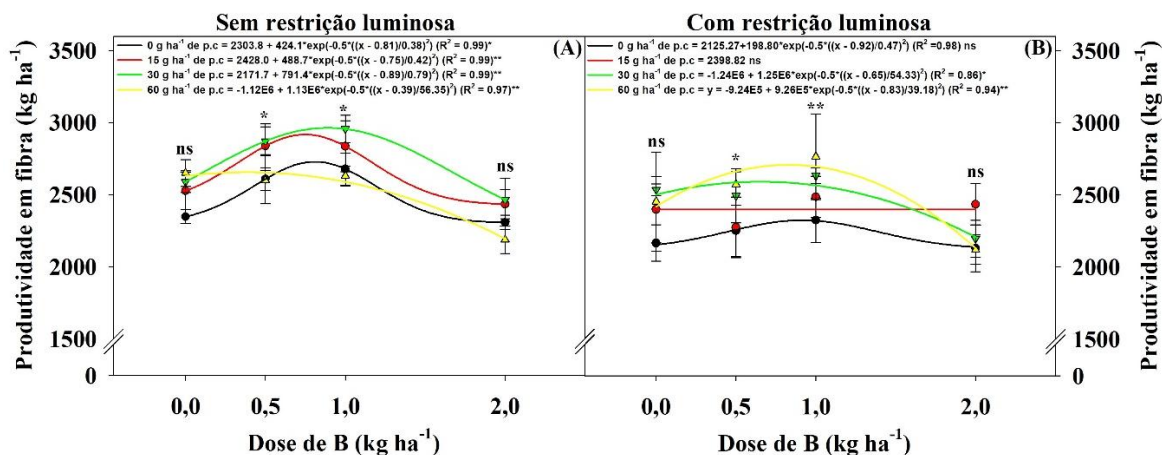 Sem restrição luminosa
Com restrição luminosa
(A)
0 g ha⁻¹ de p.c = 2303.8 + 424.1*exp(-0.5*((x - 0.81)/0.38)²) (R² = 0.99)*
15 g ha⁻¹ de p.c = 2428.0 + 488.7*exp(-0.5*((x - 0.75)/0.42)²) (R² = 0.99)**
30 g ha⁻¹ de p.c = 2171.7 + 791.4*exp(-0.5*((x - 0.89)/0.79)²) (R² = 0.99)**
60 g ha⁻¹ de p.c = -1.12E6 + 1.13E6*exp(-0.5*((x - 0.39)/56.35)²) (R² = 0.97)**
(B)
0 g ha⁻¹ de p.c = 2125.27+198.80*exp(-0.5*((x - 0.92)/0.47)²) (R² =0.98) ns
15 g ha⁻¹ de p.c = 2398.82 ns
30 g ha⁻¹ de p.c = -1.24E6 + 1.25E6*exp(-0.5*((x - 0.65)/54.33)²) (R² = 0.86)*
60 g ha⁻¹ de p.c = y = -9.24E5 + 9.26E5*exp(-0.5*((x - 0.83)/39.18)²) (R² = 0.94)**
Produtividade em fibra (kg ha⁻¹)
3500
3000
2500
2000
1500
0
ns
*
*
ns
ns
*
**
ns
3500
3000
2500
2000
1500
0
Produtividade em fibra (kg ha⁻¹)
0,0 0,5 1,0 2,0
0,0 0,5 1,0 2,0
Dose de B (kg ha⁻¹)
Dose de B (kg ha⁻¹)